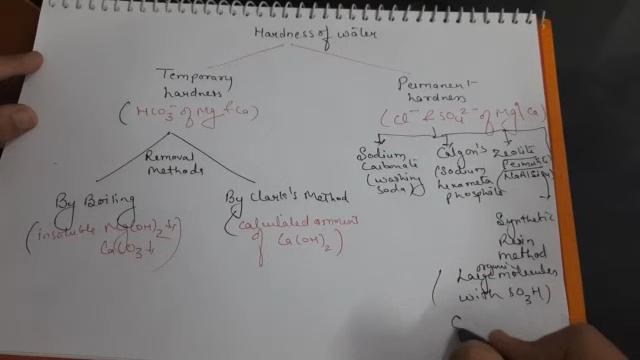 Hardness of water
Temporary
hardness
(HCO3⁻ of Mg & Ca)
Removal
Methods
By Boiling
(insoluble Mg(OH)2↓
CaCO3↓)
By Clark's Method
(calculated amount
of Ca(OH)2)
Permanent
hardness
(Cl⁻ & SO4²⁻ of Mg & Ca)
Sodium
Carbonate
(washing
soda)
Calgon's
(Sodium
hexameta
phosphate
Zeolite
Permutit
Synthetic
Resin
method
(Large organic molecules
with SO3H)